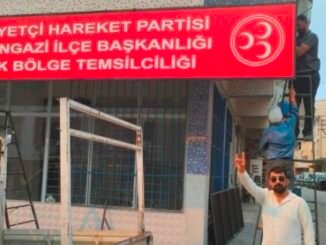 YETÇİ HAREKET PARTİSİ
NGAZİ İLÇE BAŞKANLIĞI
K BÖLGE TEMSİLCİLİĞİ